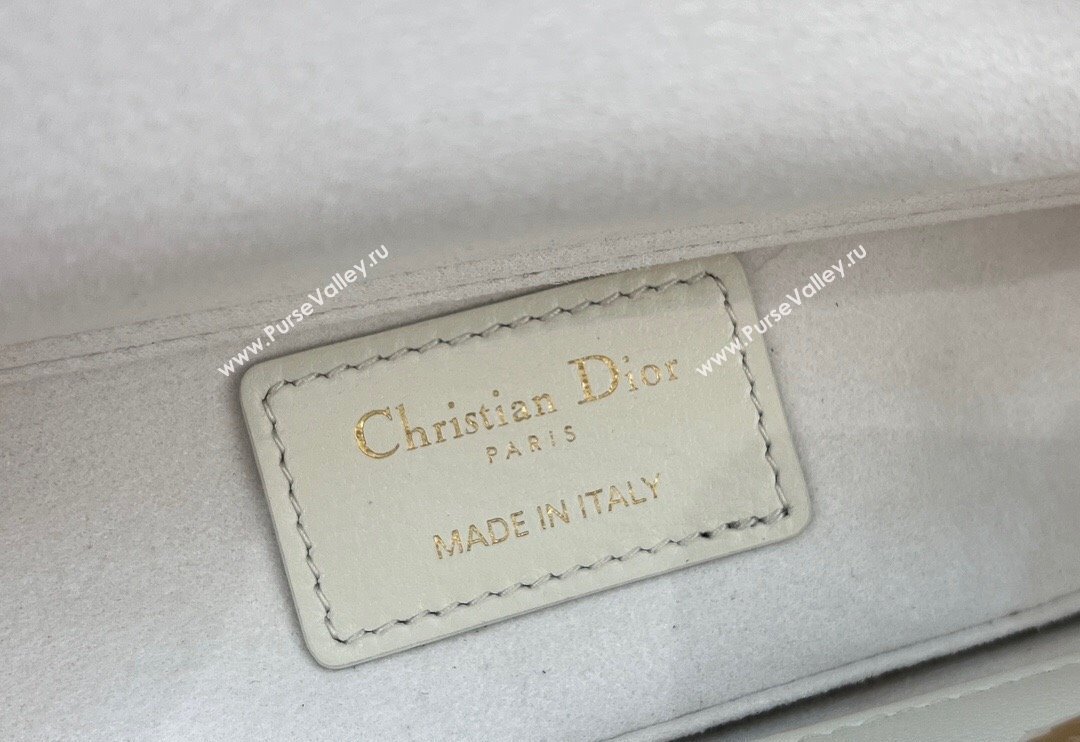 www.PurseValley.ru
www.PurseValley.ru
Christian Dior
PARIS
MADE IN ITALY